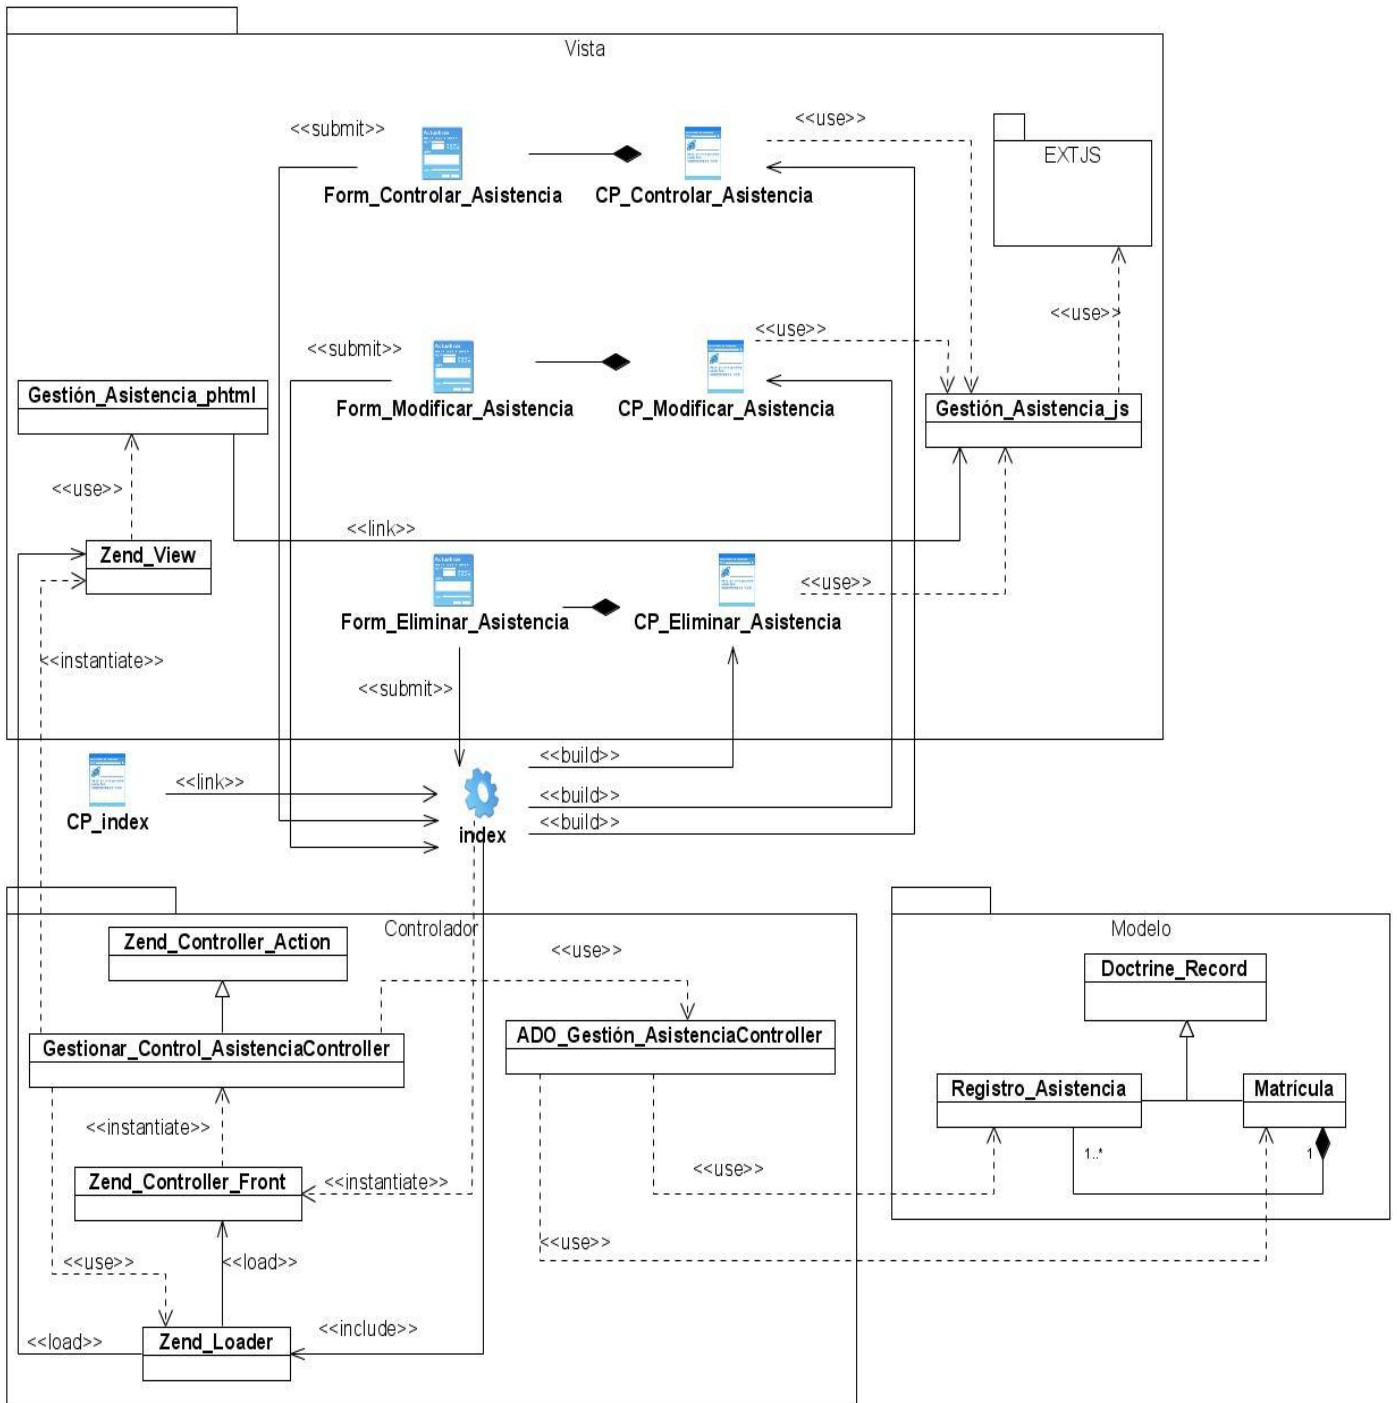 Vista
<<submit>>
<<use>>
EXTJS
Form_Controlar_Asistencia
CP_Controlar_Asistencia
<<use>>
<<use>>
<<submit>>
Gestión_Asistencia_phtml
Form_Modificar_Asistencia
CP_Modificar_Asistencia
Gestión_Asistencia_js
<<use>>
<<link>>
Zend_View
<<use>>
Form_Eliminar_Asistencia
CP_Eliminar_Asistencia
<<instantiate>>
<<submit>>
<<build>>
<<link>>
<<build>>
CP_index
<<build>>
index
Controlador
Modelo
Zend_Controller_Action
<<use>>
Doctrine_Record
Gestionar_Control_AsistenciaController
ADO_Gestión_AsistenciaController
Registro_Asistencia
Matrícula
<<instantiate>>
1..*
1
<<use>>
Zend_Controller_Front
<<instantiate>>
<<use>>
<<use>>
<<load>>
<<include>>
<<load>>
Zend_Loader